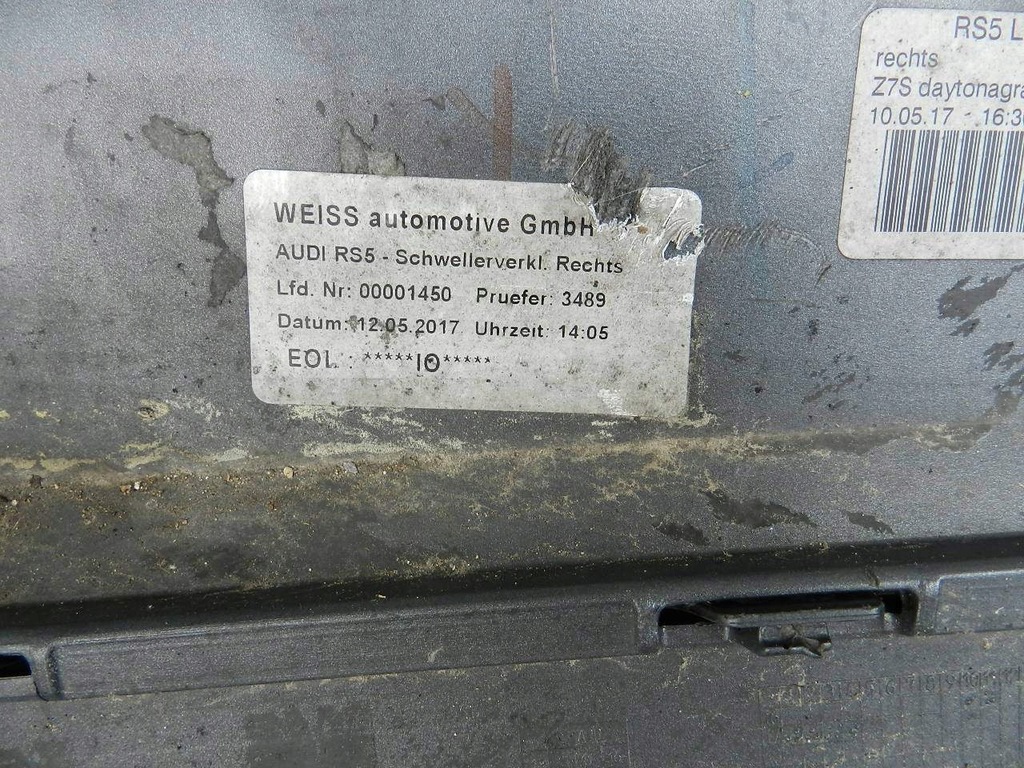 WEISS automotive GmbH
AUDI RS5 - Schwellerverkl. Rechts
Lfd. Nr: 00001450 Pruefer: 3489
Datum: 12.05.2017 Uhrzeit: 14:05
EOL : *****IO*****
RS5 L
rechts
Z7S daytonagra
10.05.17 - 16:3